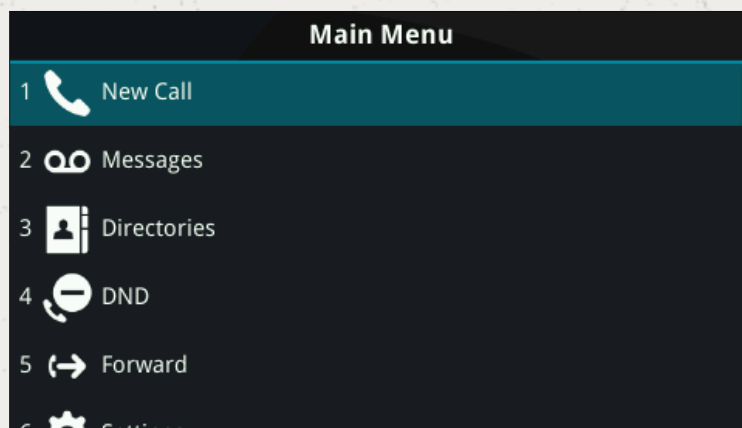 Main Menu
1 New Call
2 Messages
3 Directories
4 DND
5 Forward